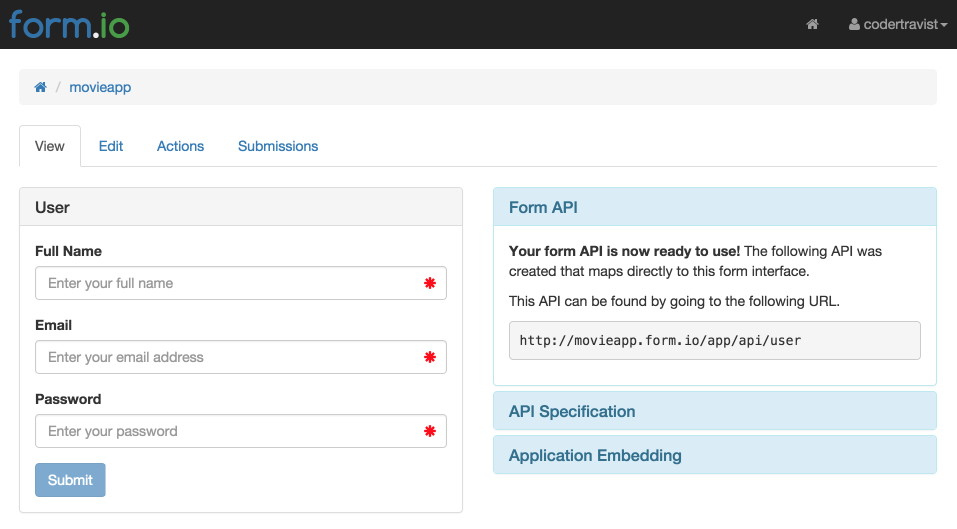 form.io
codertravist
/ movieapp
View Edit Actions Submissions
User
Full Name
Enter your full name
Email
Enter your email address
Password
Enter your password
Submit
Form API
Your form API is now ready to use! The following API was
created that maps directly to this form interface.
This API can be found by going to the following URL.
http://movieapp.form.io/app/api/user
API Specification
Application Embedding